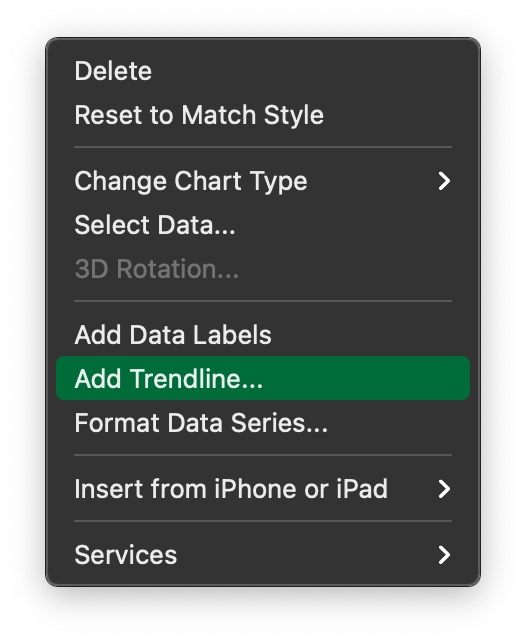 Delete
Reset to Match Style
Change Chart Type
Select Data...
3D Rotation...
Add Data Labels
Add Trendline...
Format Data Series...
Insert from iPhone or iPad
Services